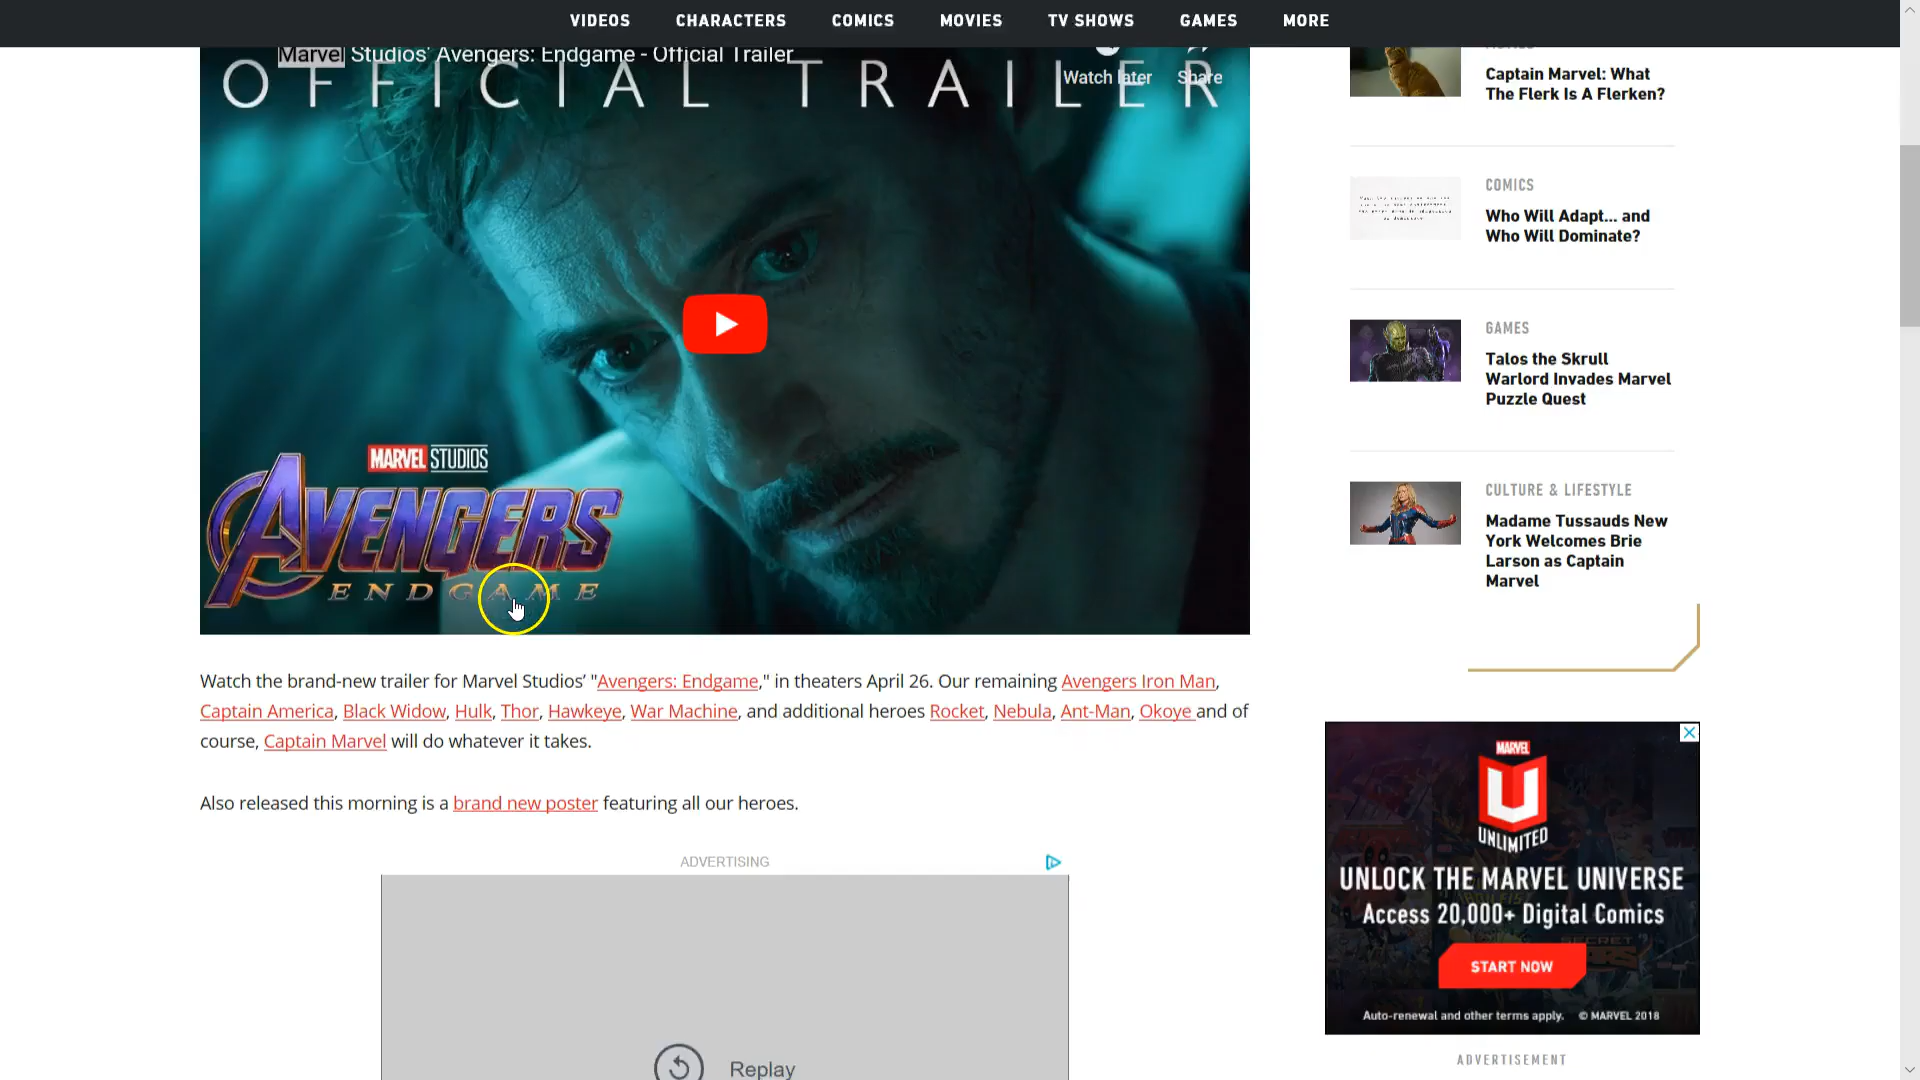 VIDEOS CHARACTERS COMICS MOVIES TV SHOWS GAMES MORE
Marvel Studios' Avengers: Endgame - Official Trailer
Watch later Share
OFFICIAL TRAILER
MARVEL STUDIOS
AVENGERS
ENDGAME
Watch the brand-new trailer for Marvel Studios’ "Avengers: Endgame," in theaters April 26. Our remaining Avengers Iron Man,
Captain America, Black Widow, Hulk, Thor, Hawkeye, War Machine, and additional heroes Rocket, Nebula, Ant-Man, Okoye and of
course, Captain Marvel will do whatever it takes.
Also released this morning is a brand new poster featuring all our heroes.
ADVERTISING
Replay
Captain Marvel: What
The Flerk Is A Flerken?
COMICS
Who Will Adapt... and
Who Will Dominate?
GAMES
Talos the Skrull
Warlord Invades Marvel
Puzzle Quest
CULTURE & LIFESTYLE
Madame Tussauds New
York Welcomes Brie
Larson as Captain
Marvel
MARVEL
UNLIMITED
UNLOCK THE MARVEL UNIVERSE
Access 20,000+ Digital Comics
START NOW
Auto-renewal and other terms apply. © MARVEL 2018
ADVERTISEMENT